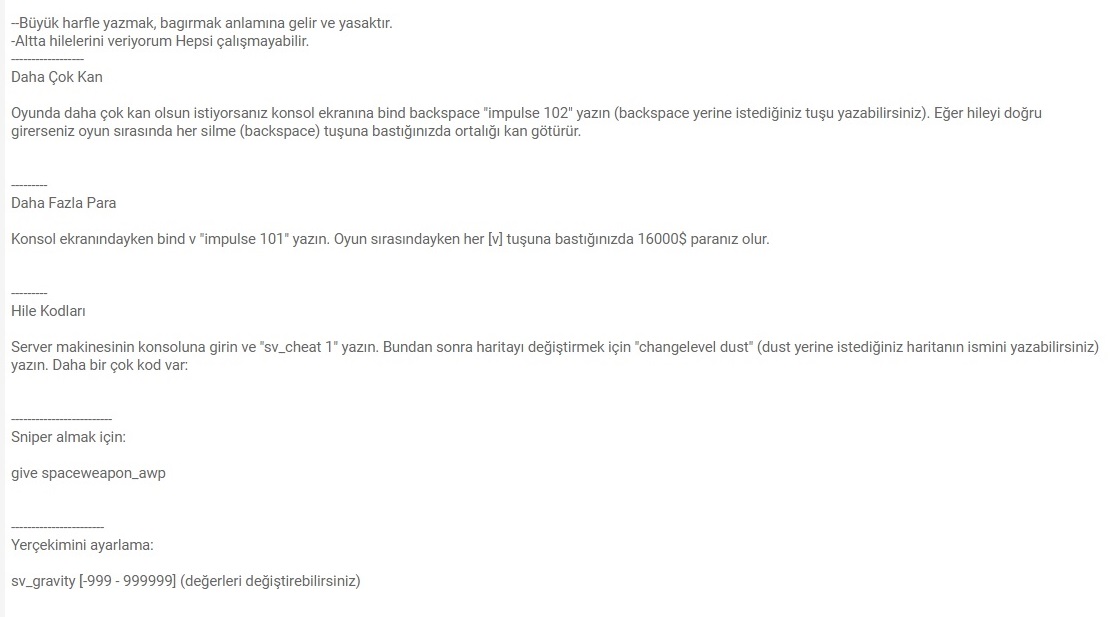 --Büyük harfle yazmak, bagırmak anlamına gelir ve yasaktır.
-Altta hilelerini veriyorum Hepsi çalışmayabilir.
------------------
Daha Çok Kan
Oyunda daha çok kan olsun istiyorsanız konsol ekranına bind backspace "impulse 102" yazın (backspace yerine istediğiniz tuşu yazabilirsiniz). Eğer hileyi doğru
girerseniz oyun sırasında her silme (backspace) tuşuna bastığınızda ortalığı kan götürür.
---------
Daha Fazla Para
Konsol ekranındayken bind v "impulse 101" yazın. Oyun sırasındayken her [v] tuşuna bastığınızda 16000$ paranız olur.
---------
Hile Kodları
Server makinesinin konsoluna girin ve "sv_cheat 1" yazın. Bundan sonra haritayı değiştirmek için "changelevel dust" (dust yerine istediğiniz haritanın ismini yazabilirsiniz)
yazın. Daha bir çok kod var:
-------------------------
Sniper almak için:
give spaceweapon_awp
-----------------------
Yerçekimini ayarlama:
sv_gravity [-999 - 999999] (değerleri değiştirebilirsiniz)